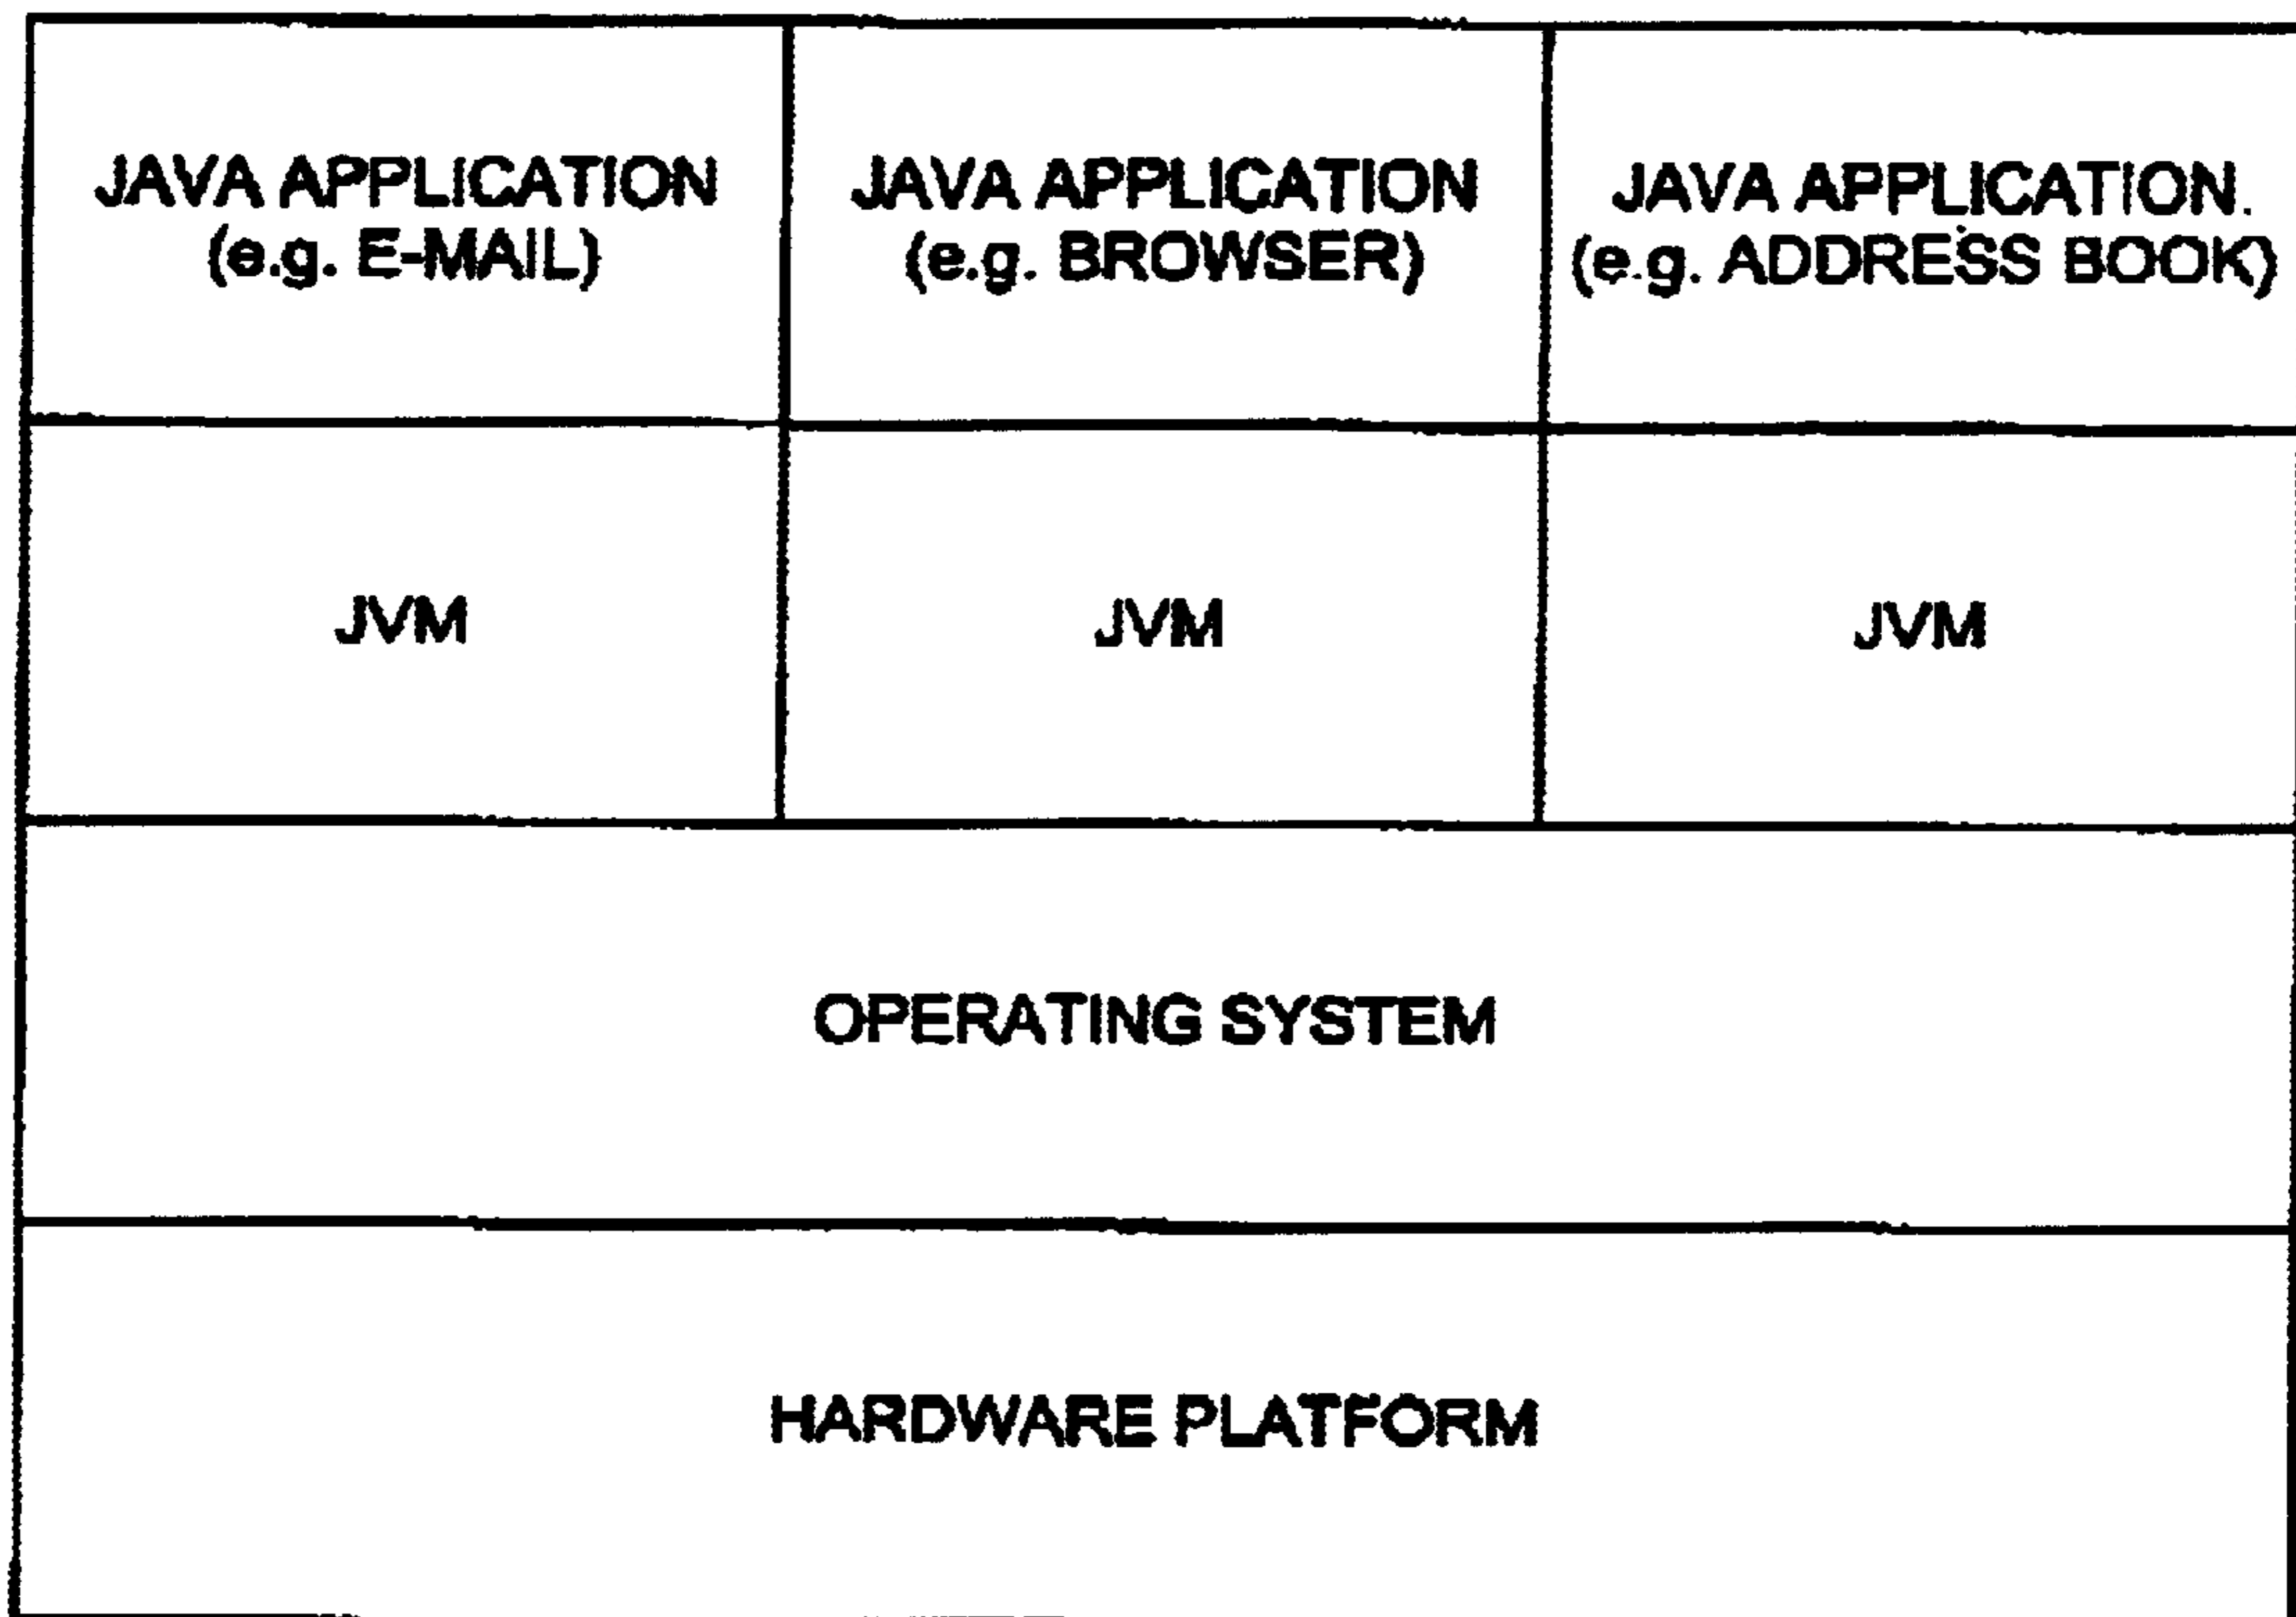 JAVA APPLICATION
(e.g. E-MAIL)
JAVA APPLICATION
(e.g. BROWSER)
JAVA APPLICATION.
(e.g. ADDRESS BOOK)
JVM
JVM
JVM
OPERATING SYSTEM
HARDWARE PLATFORM